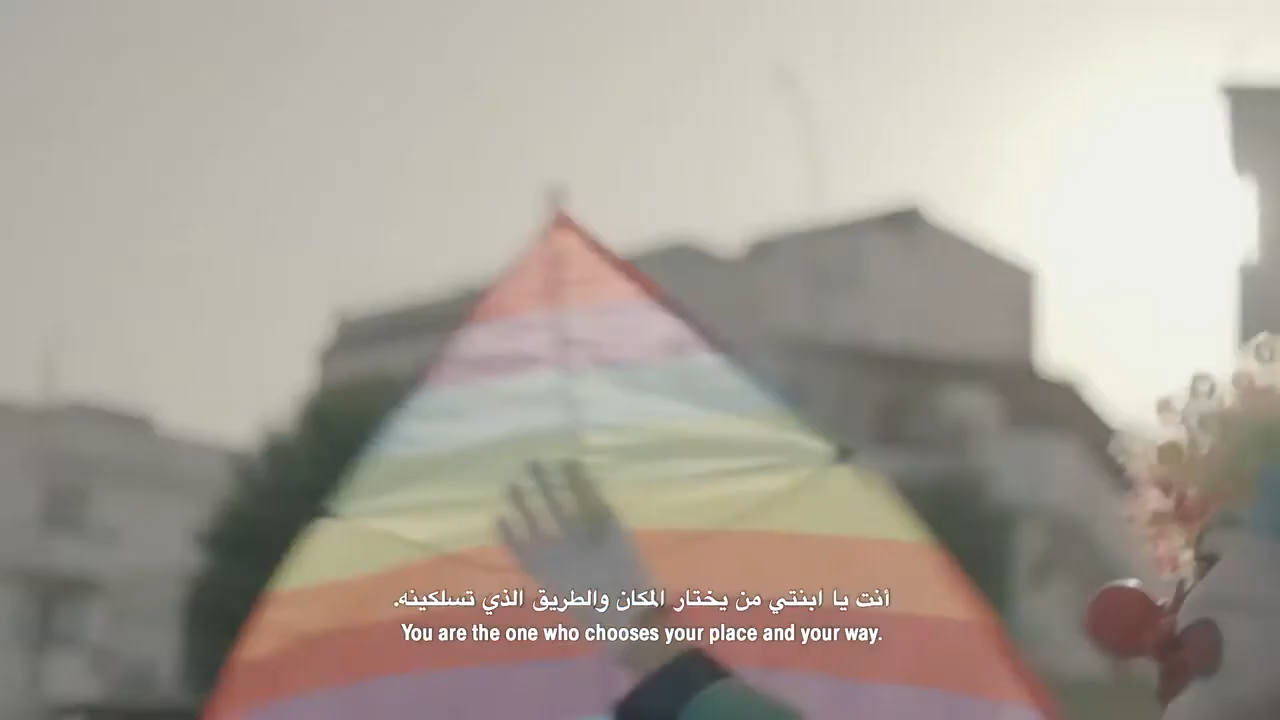 أنت يا ابنتي من يختار المكان والطريق الذي تسلكينه.
You are the one who chooses your place and your way.